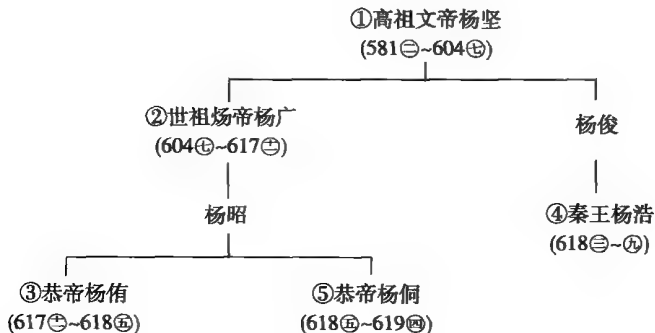 ①高祖文帝杨坚
(581㊁~604㊆)
②世祖炀帝杨广
(604㊆~617㊉㊁)
杨俊
杨昭
④秦王杨浩
(618㊂~㊈)
③恭帝杨侑
(617㊉㊀~618㊄)
⑤恭帝杨侗
(618㊄~619㊃)